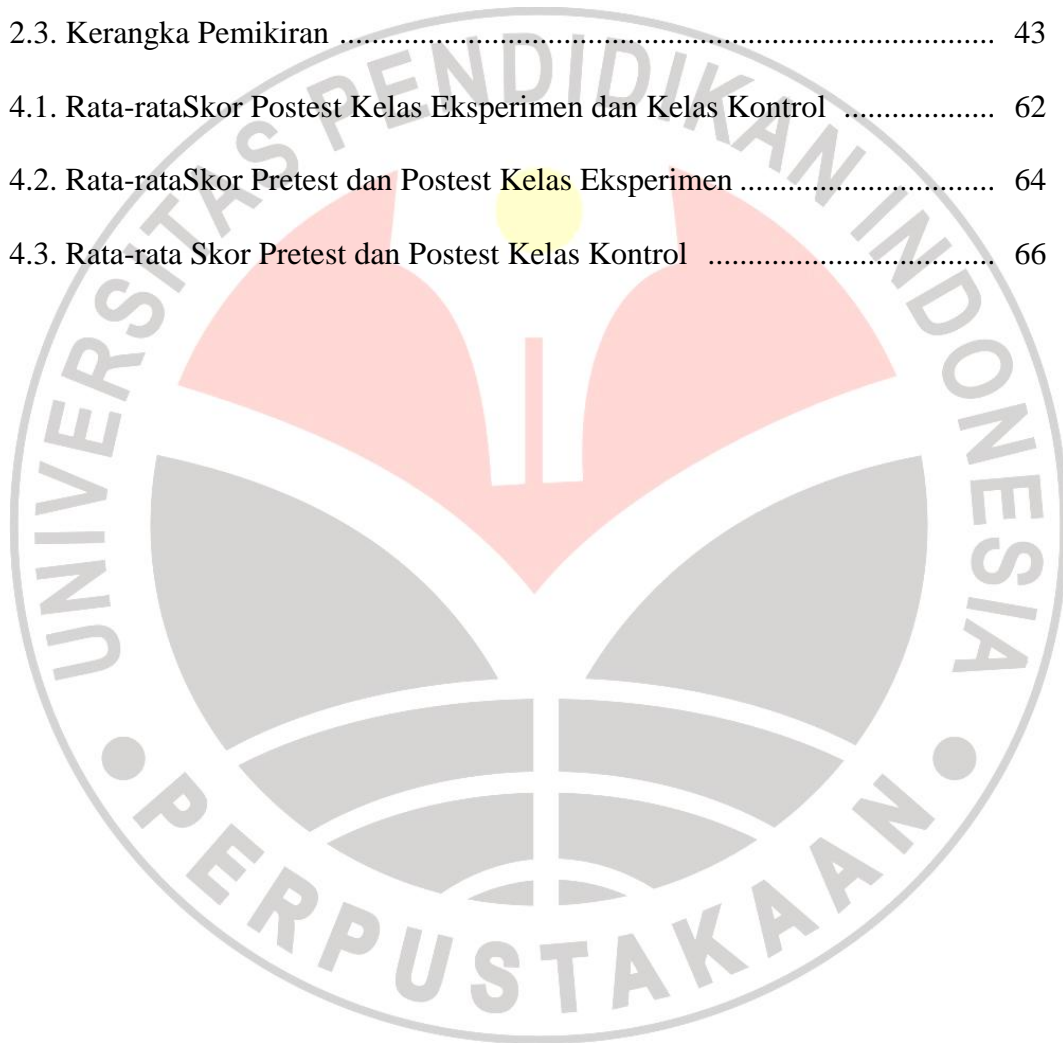 2.3. Kerangka Pemikiran .................................................................................. 43
4.1. Rata-rataSkor Postest Kelas Eksperimen dan Kelas Kontrol ................... 62
4.2. Rata-rataSkor Pretest dan Postest Kelas Eksperimen ................................ 64
4.3. Rata-rata Skor Pretest dan Postest Kelas Kontrol .................................... 66
UNIVERSITAS PENDIDIKAN INDONESIA
PERPUSTAKAAN